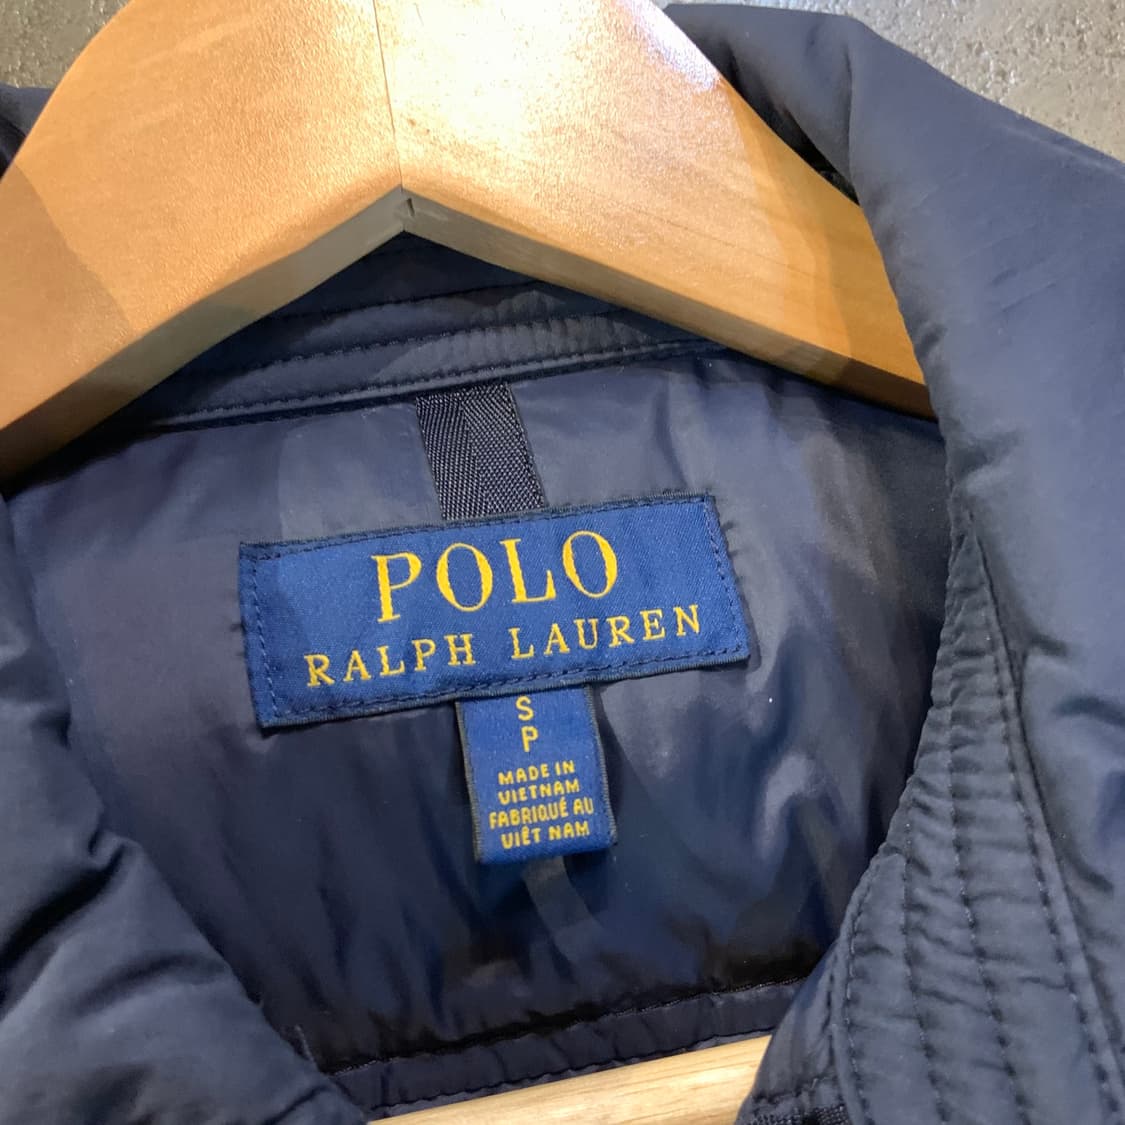 POLO
RALPH LAUREN
S
P
MADE IN
VIETNAM
FABRIQUÉ AU
VIÊT NAM